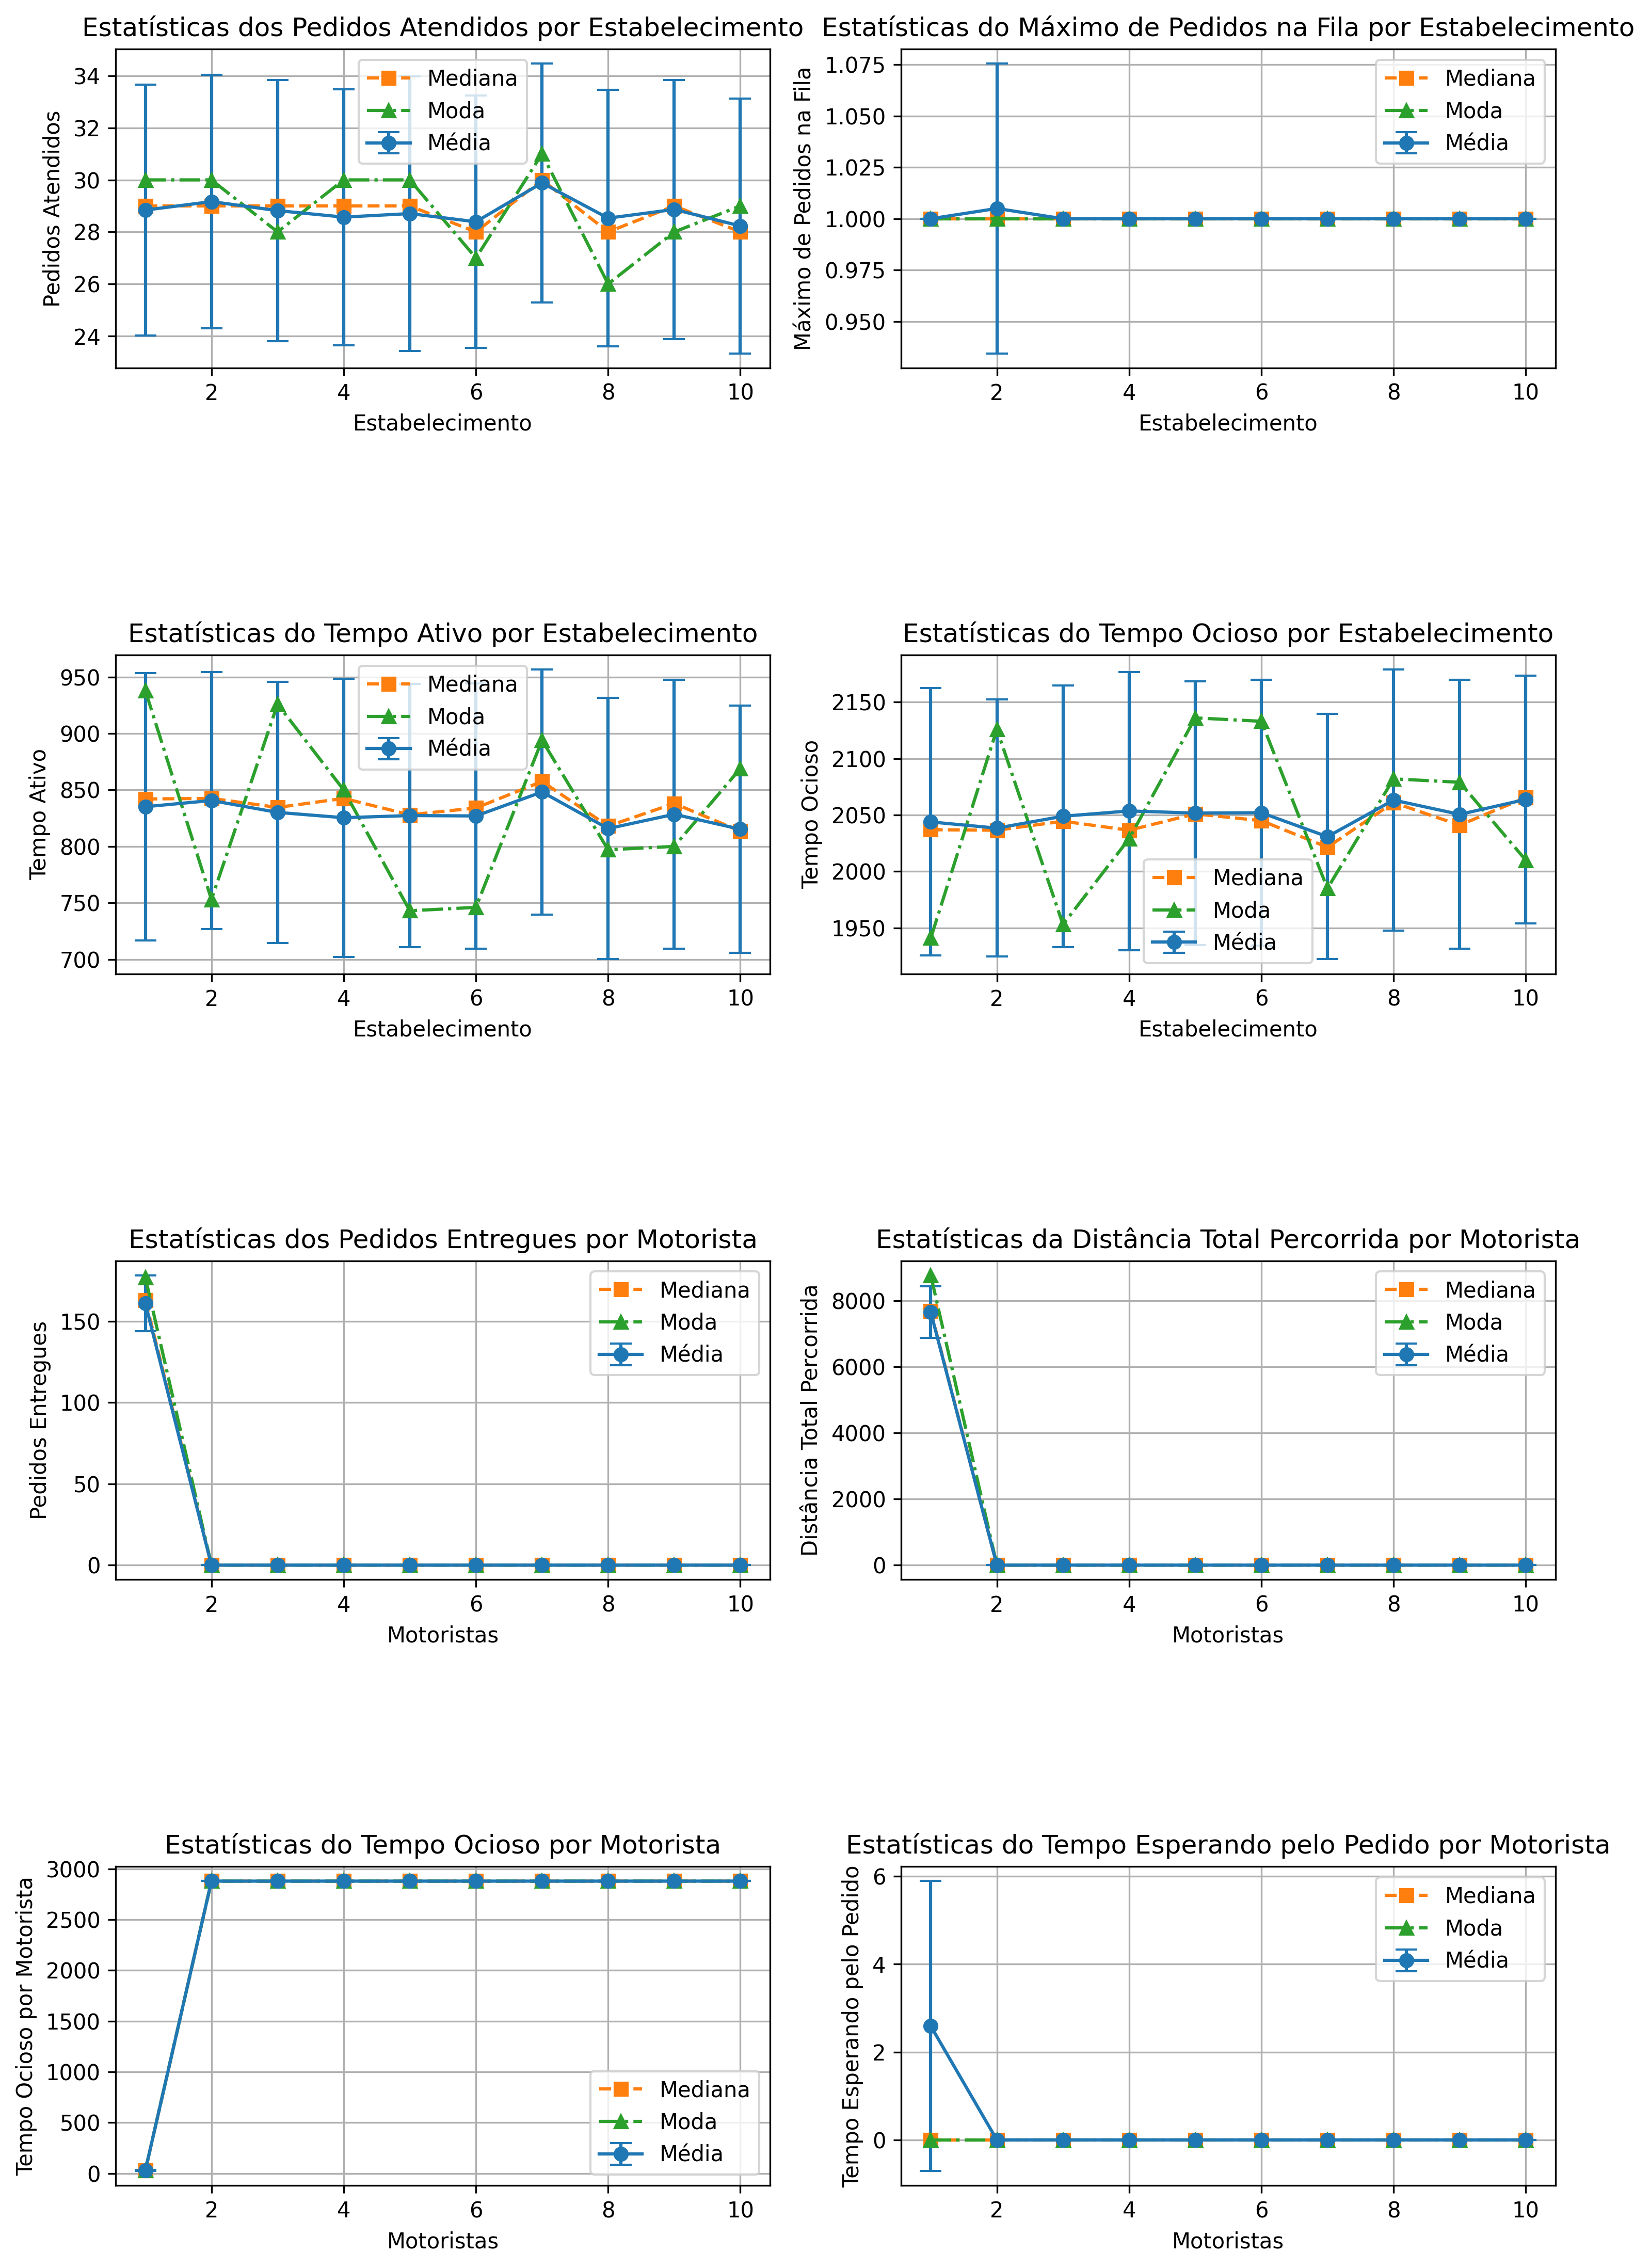 Estatísticas dos Pedidos Atendidos por Estabelecimento
Pedidos Atendidos
34
32
30
28
26
24
Mediana
Moda
Média
2
4
6
8
10
Estabelecimento
Estatísticas do Máximo de Pedidos na Fila por Estabelecimento
Máximo de Pedidos na Fila
1.075
1.050
1.025
1.000
0.975
0.950
Mediana
Moda
Média
2
4
6
8
10
Estabelecimento
Estatísticas do Tempo Ativo por Estabelecimento
Tempo Ativo
950
900
850
800
750
700
Mediana
Moda
Média
2
4
6
8
10
Estabelecimento
Estatísticas do Tempo Ocioso por Estabelecimento
Tempo Ocioso
2150
2100
2050
2000
1950
Mediana
Moda
Média
2
4
6
8
10
Estabelecimento
Estatísticas dos Pedidos Entregues por Motorista
Pedidos Entregues
150
100
50
0
Mediana
Moda
Média
2
4
6
8
10
Motoristas
Estatísticas da Distância Total Percorrida por Motorista
Distância Total Percorrida
8000
6000
4000
2000
0
Mediana
Moda
Média
2
4
6
8
10
Motoristas
Estatísticas do Tempo Ocioso por Motorista
Tempo Ocioso por Motorista
3000
2500
2000
1500
1000
500
0
Mediana
Moda
Média
2
4
6
8
10
Motoristas
Estatísticas do Tempo Esperando pelo Pedido por Motorista
Tempo Esperando pelo Pedido
6
4
2
0
Mediana
Moda
Média
2
4
6
8
10
Motoristas